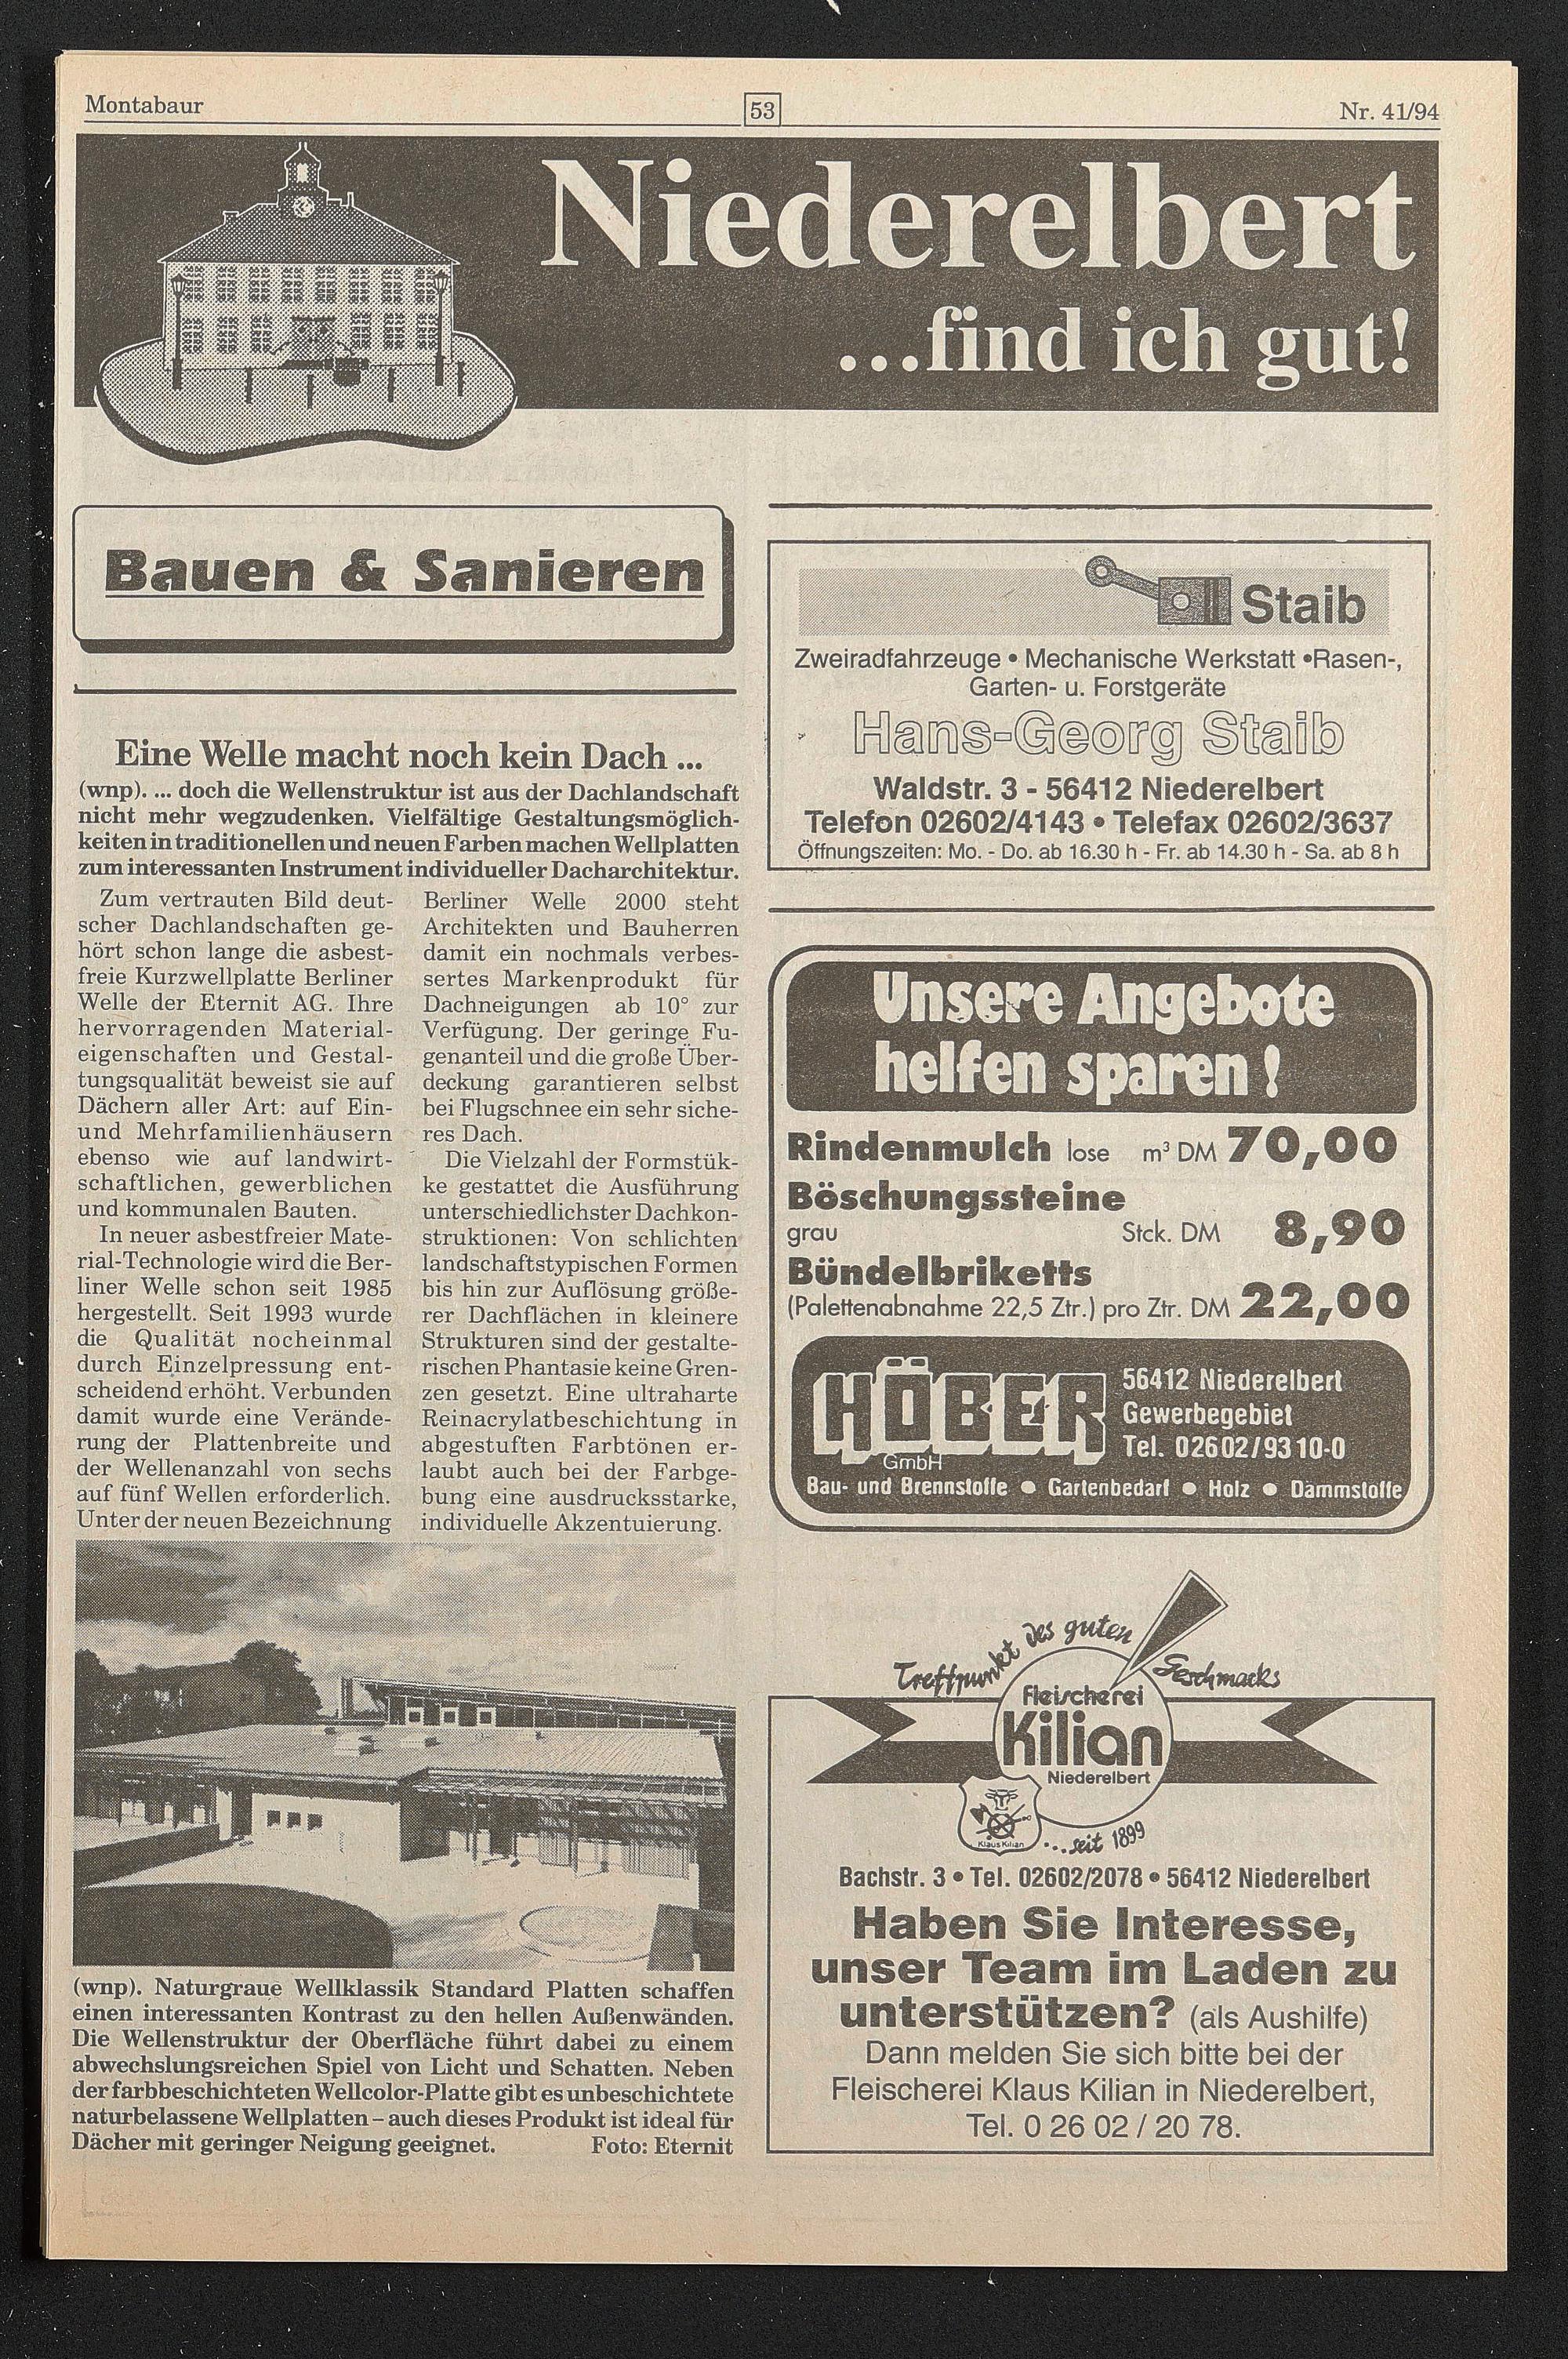 Montabaur
53
Nr. 41/94
Niederelbert
...find ich gut!
Bauen & Sanieren
Eine Welle macht noch kein Dach ...
(wnp). ... doch die Wellenstruktur ist aus der Dachlandschaft
nicht mehr wegzudenken. Vielfältige Gestaltungsmöglich-
keiten in traditionellen und neuen Farben machen Wellplatten
zum interessanten Instrument individueller Dacharchitektur.
Zum vertrauten Bild deut-
scher Dachlandschaften ge-
hört schon lange die asbest-
freie Kurzwellplatte Berliner
Welle der Eternit AG. Ihre
hervorragenden Material-
eigenschaften und Gestal-
tungsqualität beweist sie auf
Dächern aller Art: auf Ein-
und Mehrfamilienhäusern
ebenso wie auf landwirt-
schaftlichen, gewerblichen
und kommunalen Bauten.
In neuer asbestfreier Mate-
rial-Technologie wird die Ber-
liner Welle schon seit 1985
hergestellt. Seit 1993 wurde
die Qualität nocheinmal
durch Einzelpressung ent-
scheidend erhöht. Verbunden
damit wurde eine Verände-
rung der Plattenbreite und
der Wellenanzahl von sechs
auf fünf Wellen erforderlich.
Unter der neuen Bezeichnung
Berliner Welle 2000 steht
Architekten und Bauherren
damit ein nochmals verbes-
sertes Markenprodukt für
Dachneigungen ab 10° zur
Verfügung. Der geringe Fu-
genanteil und die große Über-
deckung garantieren selbst
bei Flugschnee ein sehr siche-
res Dach.
Die Vielzahl der Formstük-
ke gestattet die Ausführung
unterschiedlichster Dachkon-
struktionen: Von schlichten
landschaftstypischen Formen
bis hin zur Auflösung größe-
rer Dachflächen in kleinere
Strukturen sind der gestalte-
rischen Phantasie keine Gren-
zen gesetzt. Eine ultraharte
Reinacrylatbeschichtung in
abgestuften Farbtönen er-
laubt auch bei der Farbge-
bung eine ausdrucksstarke,
individuelle Akzentuierung.
(wnp). Naturgraue Wellklassik Standard Platten schaffen
einen interessanten Kontrast zu den hellen Außenwänden.
Die Wellenstruktur der Oberfläche führt dabei zu einem
abwechslungsreichen Spiel von Licht und Schatten. Neben
der farbbeschichteten Wellcolor-Platte gibt es unbeschichtete
naturbelassene Wellplatten – auch dieses Produkt ist ideal für
Dächer mit geringer Neigung geeignet. Foto: Eternit
Staib
Zweiradfahrzeuge • Mechanische Werkstatt •Rasen-,
Garten- u. Forstgeräte
Hans-Georg Staib
Waldstr. 3 - 56412 Niederelbert
Telefon 02602/4143 • Telefax 02602/3637
Öffnungszeiten: Mo. - Do. ab 16.30 h - Fr. ab 14.30 h - Sa. ab 8 h
Unsere Angebote
helfen sparen!
Rindenmulch lose m³ DM 70,00
Böschungssteine
grau Stck. DM 8,90
Bündelbriketts
(Palettenabnahme 22,5 Ztr.) pro Ztr. DM 22,00
HÖBER
GmbH
56412 Niederelbert
Gewerbegebiet
Tel. 02602/9310-0
Bau- und Brennstoffe • Gartenbedarf • Holz • Dämmstoffe
Treffpunkt des guten Geschmacks
Fleischerei
Kilian
Niederelbert
Klaus Kilian
...seit 1899
Bachstr. 3 • Tel. 02602/2078 • 56412 Niederelbert
Haben Sie Interesse,
unser Team im Laden zu
unterstützen? (als Aushilfe)
Dann melden Sie sich bitte bei der
Fleischerei Klaus Kilian in Niederelbert,
Tel. 0 26 02 / 20 78.